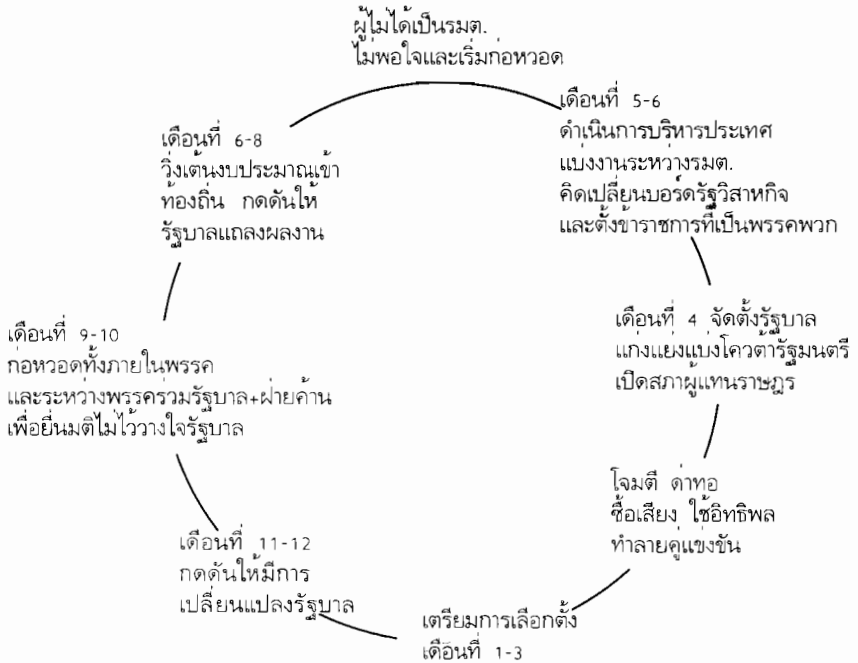 ผู้ไม่ได้เป็นรมต.
ไม่พอใจและเริ่มก่อหวอด
เดือนที่ 5-6
ดำเนินการบริหารประเทศ
แบ่งงานระหว่างรมต.
คิดเปลี่ยนบอร์ดรัฐวิสาหกิจ
และตั้งข้าราชการที่เป็นพรรคพวก
เดือนที่ 4 จัดตั้งรัฐบาล
แก่งแย่งแบ่งโควต้ารัฐมนตรี
เปิดสภาผู้แทนราษฎร
โจมตี ด่าทอ
ซื้อเสียง ใช้อิทธิพล
ทำลายคู่แข่งขัน
เตรียมการเลือกตั้ง
เดือนที่ 1-3
เดือนที่ 11-12
กดดันให้มีการ
เปลี่ยนแปลงรัฐบาล
เดือนที่ 9-10
ก่อหวอดทั้งภายในพรรค
และระหว่างพรรคร่วมรัฐบาล+ฝ่ายค้าน
เพื่อยื่นมติไม่ไว้วางใจรัฐบาล
เดือนที่ 6-8
วิ่งเต้นงบประมาณเข้า
ท้องถิ่น กดดันให้
รัฐบาลแถลงผลงาน